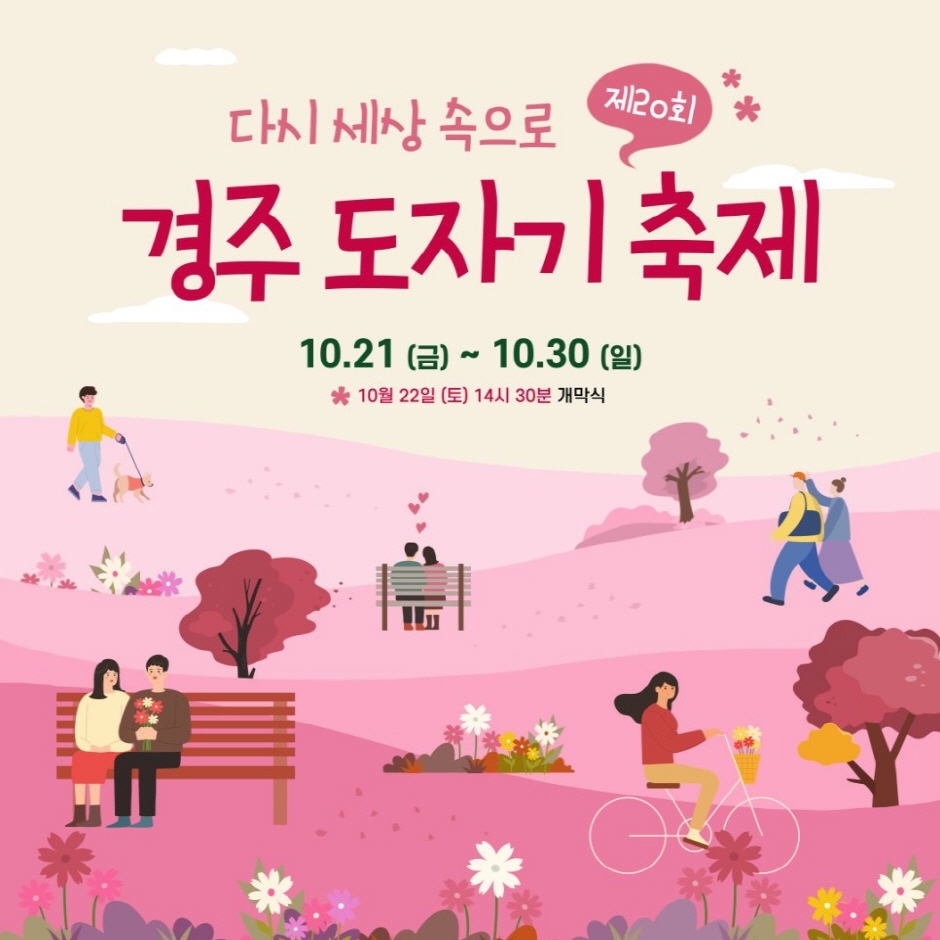 다시 세상 속으로
제20회
경주 도자기 축제
10.21 (금) ~ 10.30 (일)
10월 22일 (토) 14시 30분 개막식